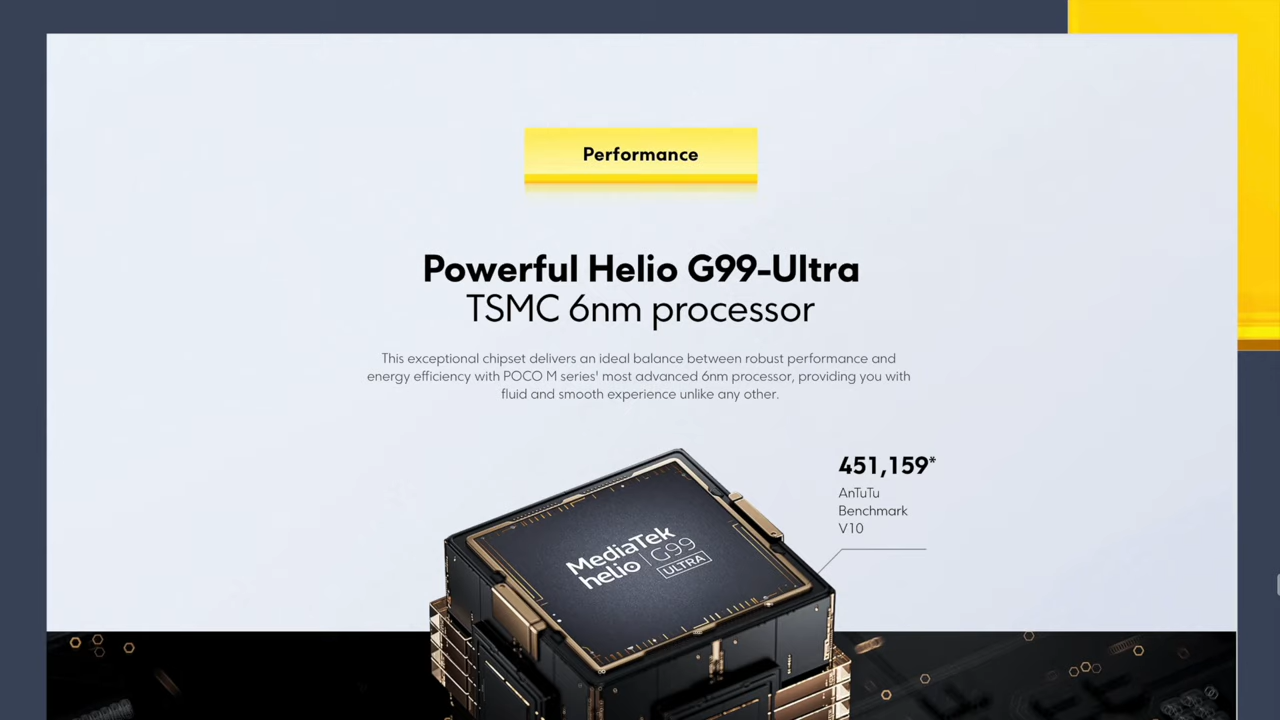 Performance
Powerful Helio G99-Ultra
TSMC 6nm processor
This exceptional chipset delivers an ideal balance between robust performance and
energy efficiency with POCO M series' most advanced 6nm processor, providing you with
fluid and smooth experience unlike any other.
451,159*
AnTuTu
Benchmark
V10
MediaTek
helio G99
ULTRA